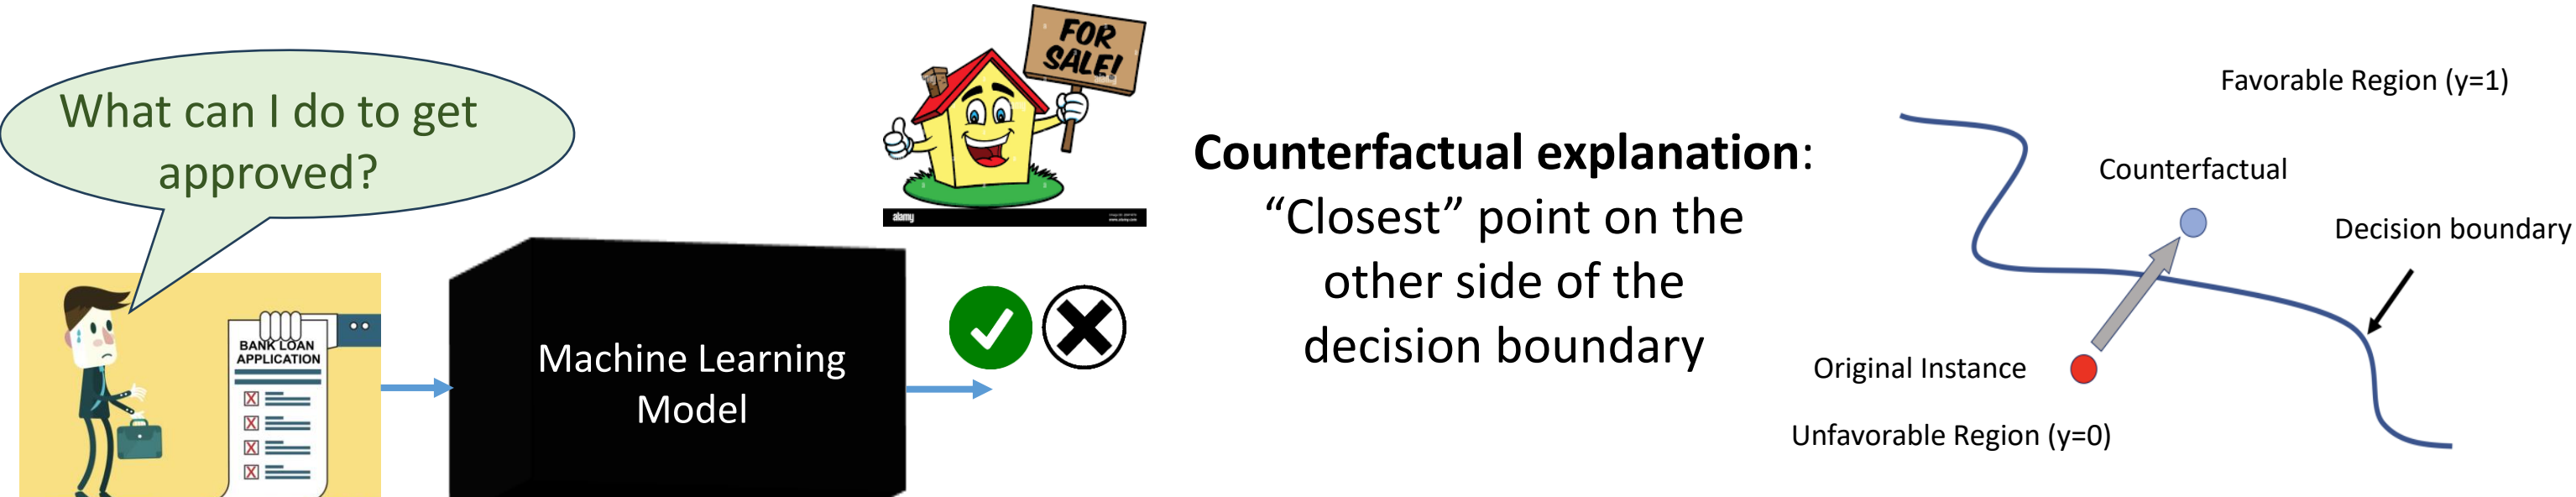 What can I do to get
approved?
BANK LOAN
APPLICATION
Machine Learning
Model
FOR
SALE!
alamy
Counterfactual explanation:
“Closest” point on the
other side of the
decision boundary
Favorable Region (y=1)
Counterfactual
Decision boundary
Original Instance
Unfavorable Region (y=0)